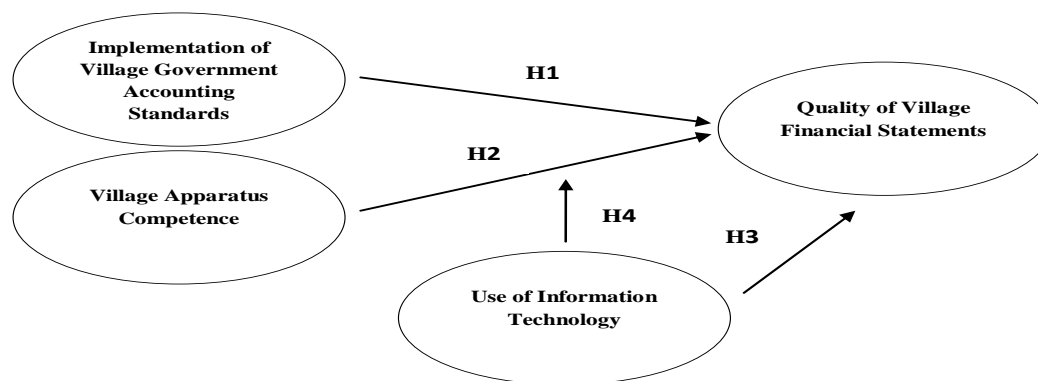 Implementation of
Village Government
Accounting
Standards
H1
Quality of Village
Financial Statements
H2
Village Apparatus
Competence
H4
H3
Use of Information
Technology